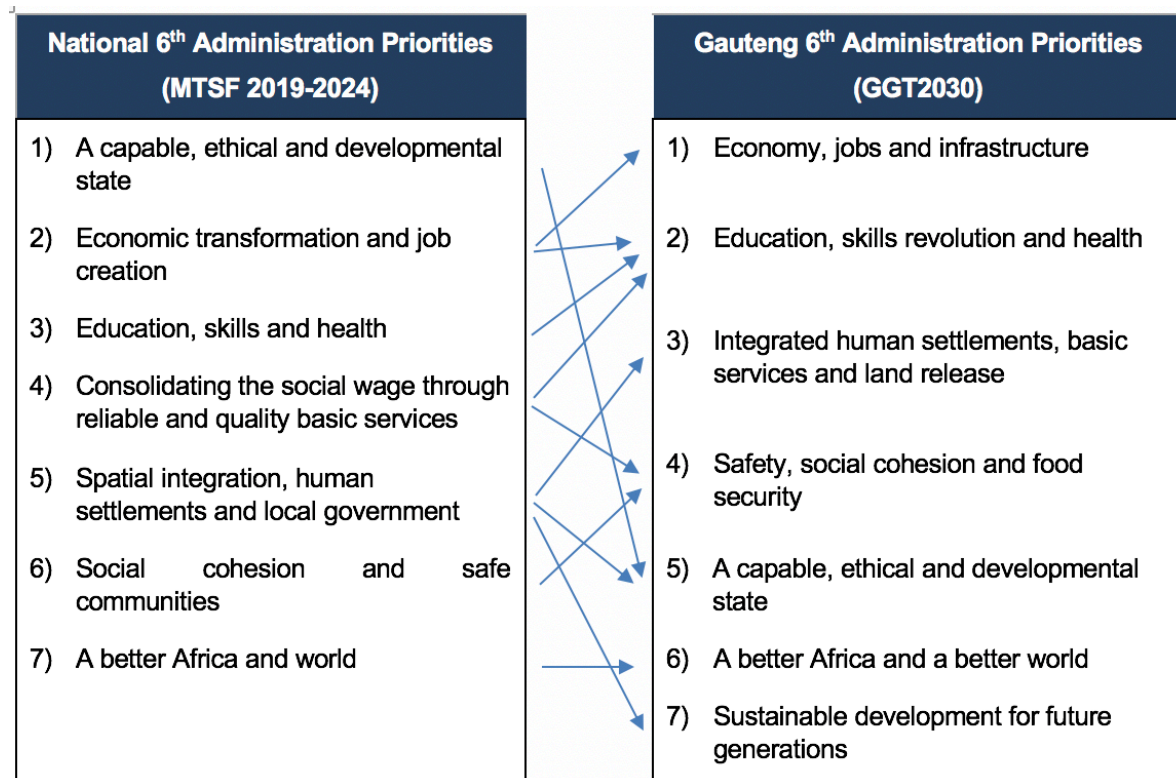 National 6th Administration Priorities
(MTSF 2019-2024)
1) A capable, ethical and developmental
state
2) Economic transformation and job
creation
3) Education, skills and health
4) Consolidating the social wage through
reliable and quality basic services
5) Spatial integration, human
settlements and local government
6) Social cohesion and safe
communities
7) A better Africa and world
Gauteng 6th Administration Priorities
(GGT2030)
1) Economy, jobs and infrastructure
2) Education, skills revolution and health
3) Integrated human settlements, basic
services and land release
4) Safety, social cohesion and food
security
5) A capable, ethical and developmental
state
6) A better Africa and a better world
7) Sustainable development for future
generations